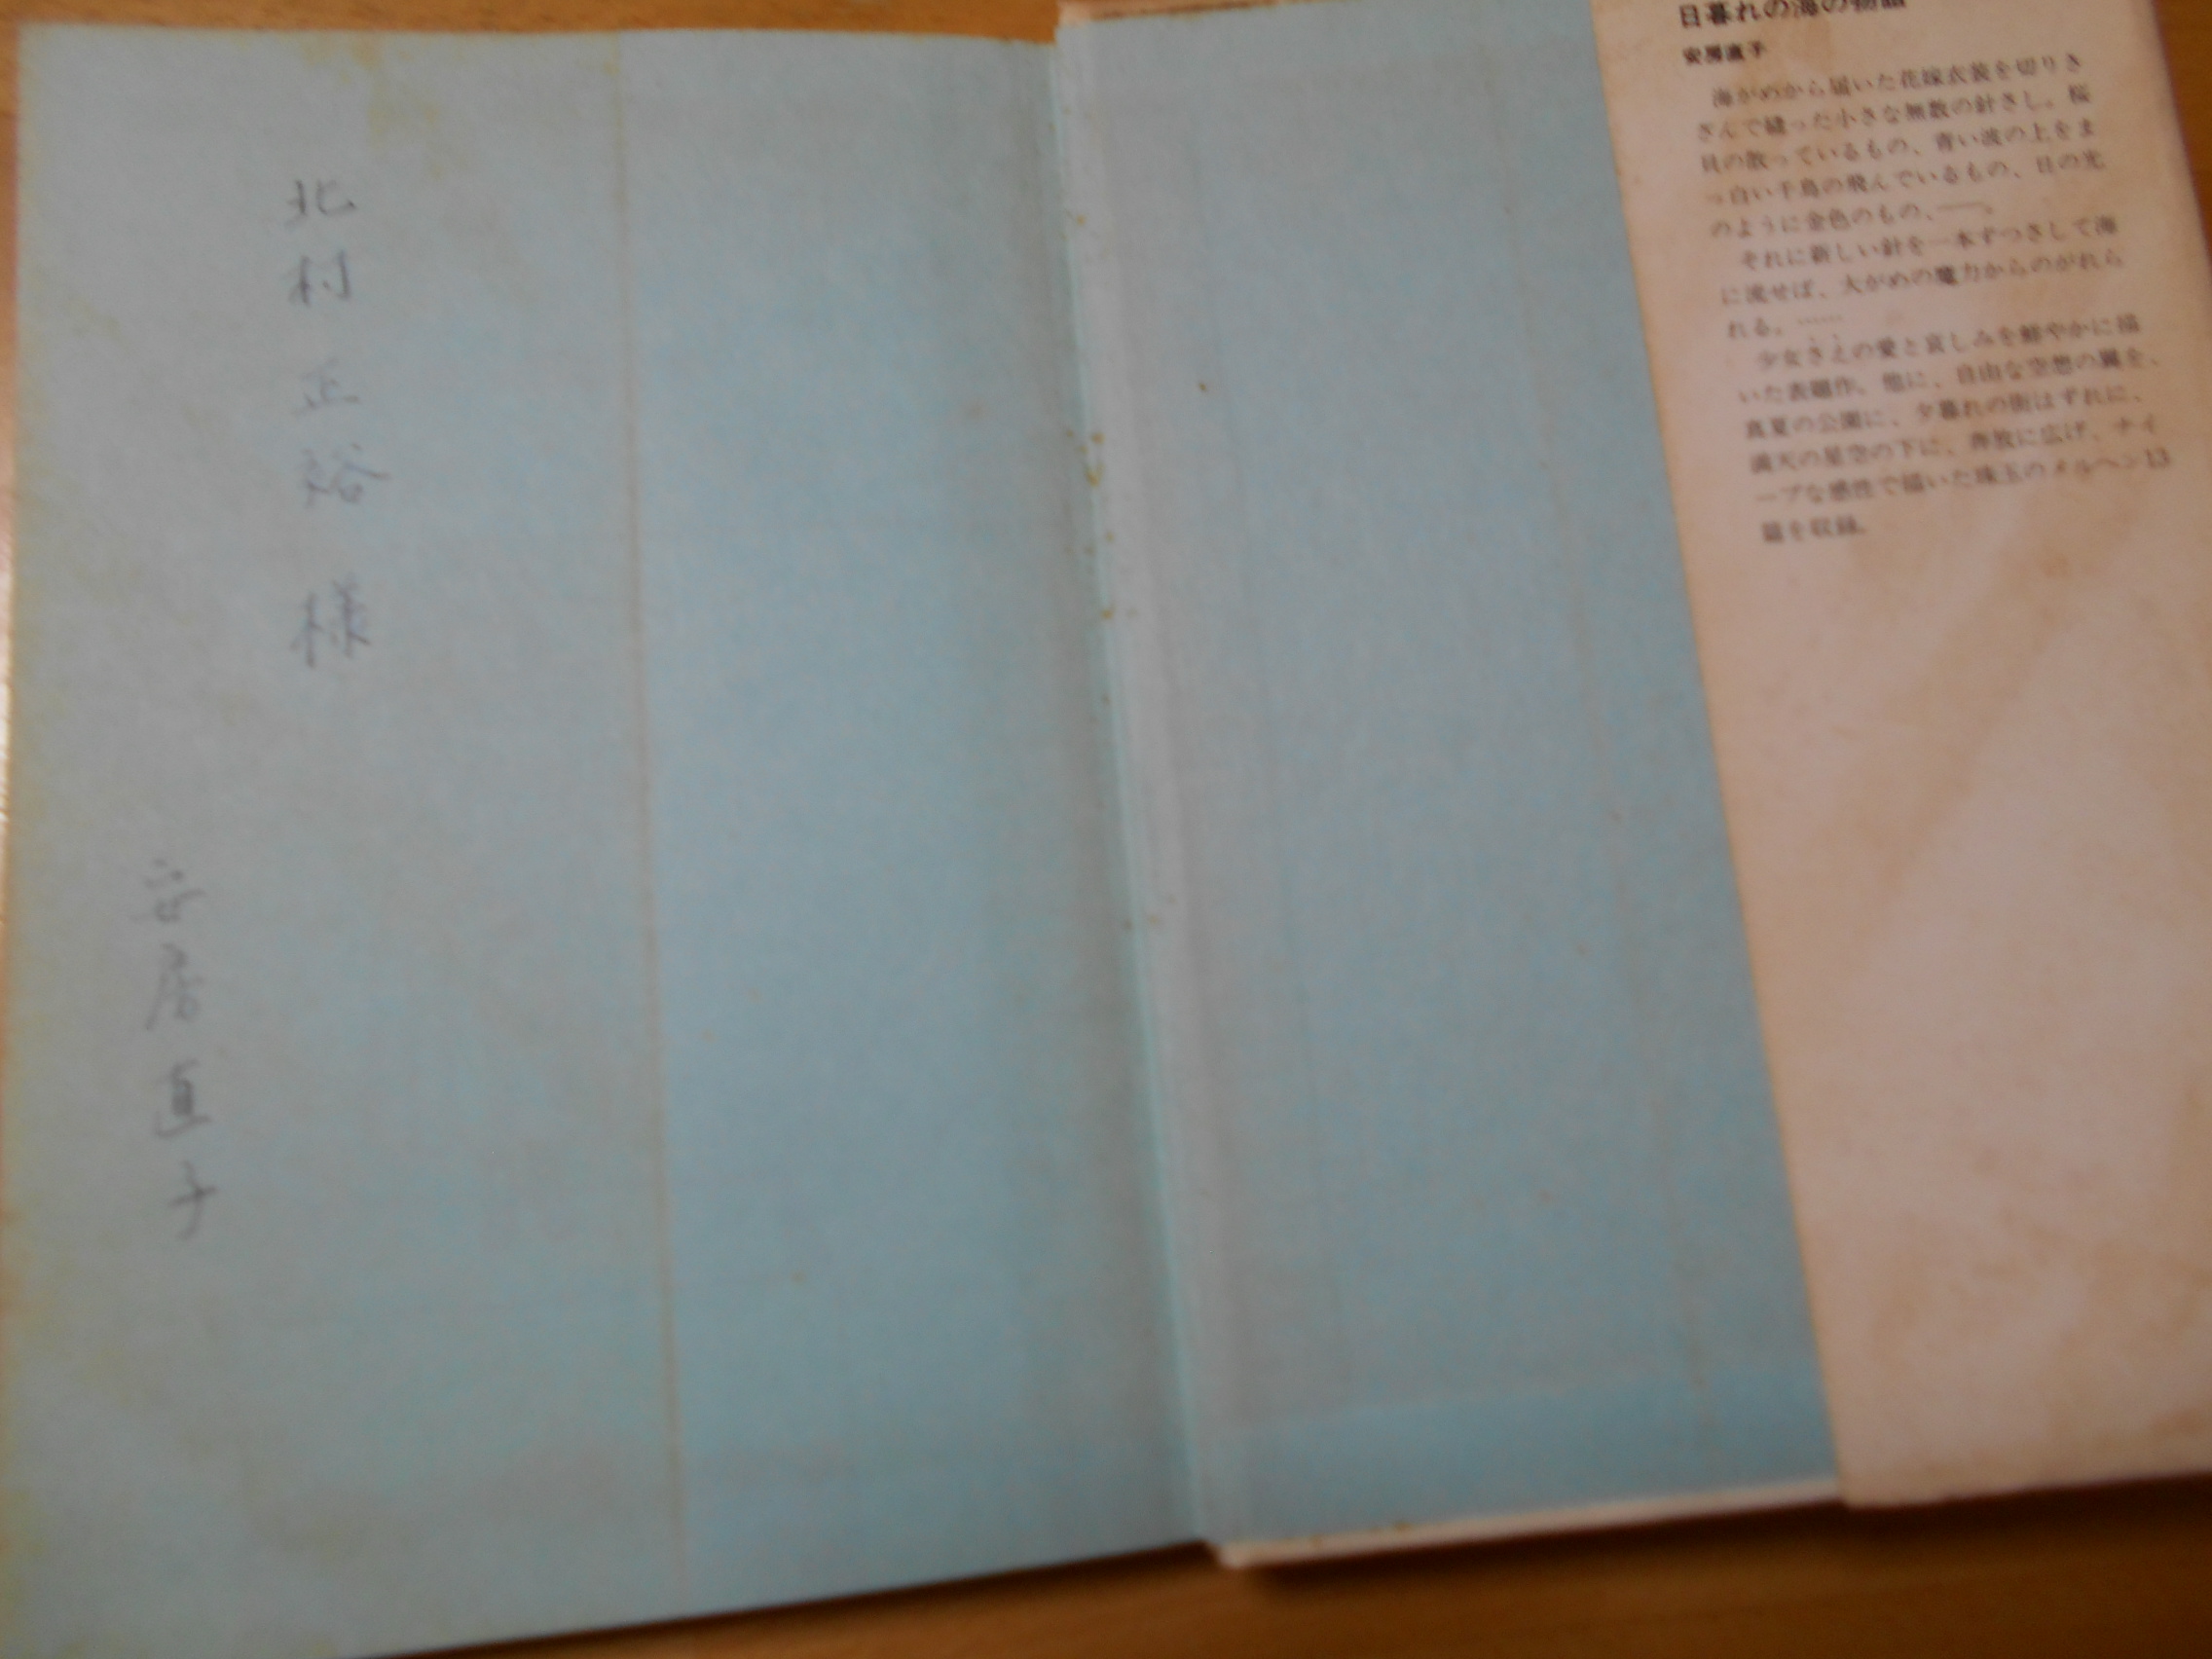 日暮れの海の物語
安房直子
海がめから届いた花嫁衣装を切りき
ざんで縫った小さな無数の針さし。桜
貝の散っているもの、青い波の上をま
っ白い千鳥の飛んでいるもの、日の光
のように金色のもの、──。
それに新しい針を一本ずつさして海
に流せば、大がめの魔力からのがれら
れる。……
少女さえの愛と哀しみを鮮やかに描
いた表題作。他に、自由な空想の翼を、
真夏の公園に、夕暮れの街はずれに、
満天の星空の下に、奔放に広げ、ナイ
ーブな感性で描いた珠玉のメルヘン13
篇を収録。
北村正裕様
安房直子